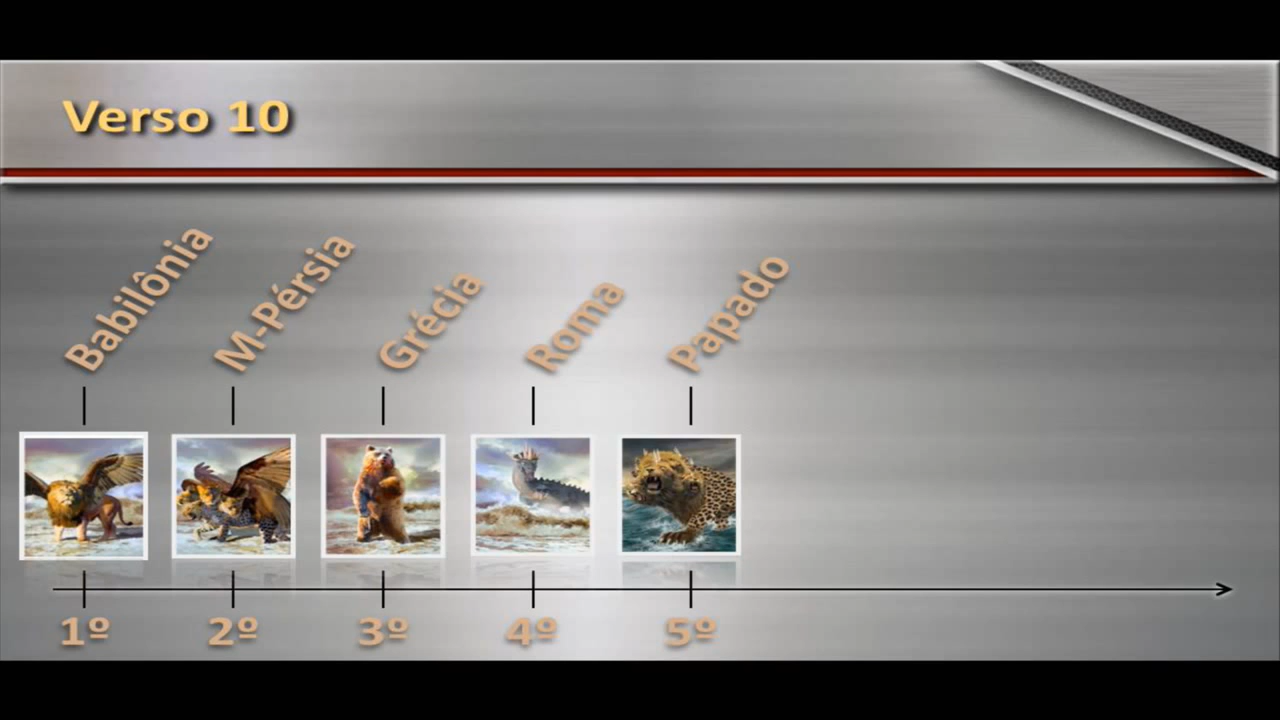 Verso 10
Babilônia
M-Pérsia
Grécia
Roma
Papado
1º
2º
3º
4º
5º